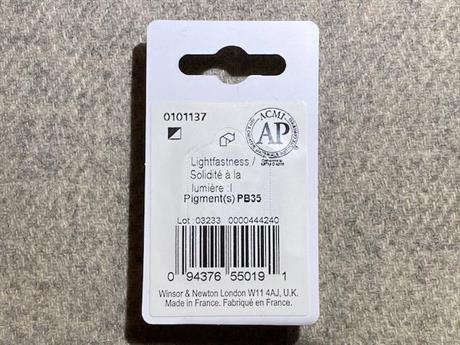 0101137
ACMI
AP
Lightfastness /
Solidité à la
lumière :I
Pigment(s) PB35
Lot : 03233 0000444240
0 94376 55019 1
Winsor & Newton London W11 4AJ, U.K.
Made in France. Fabriqué en France.